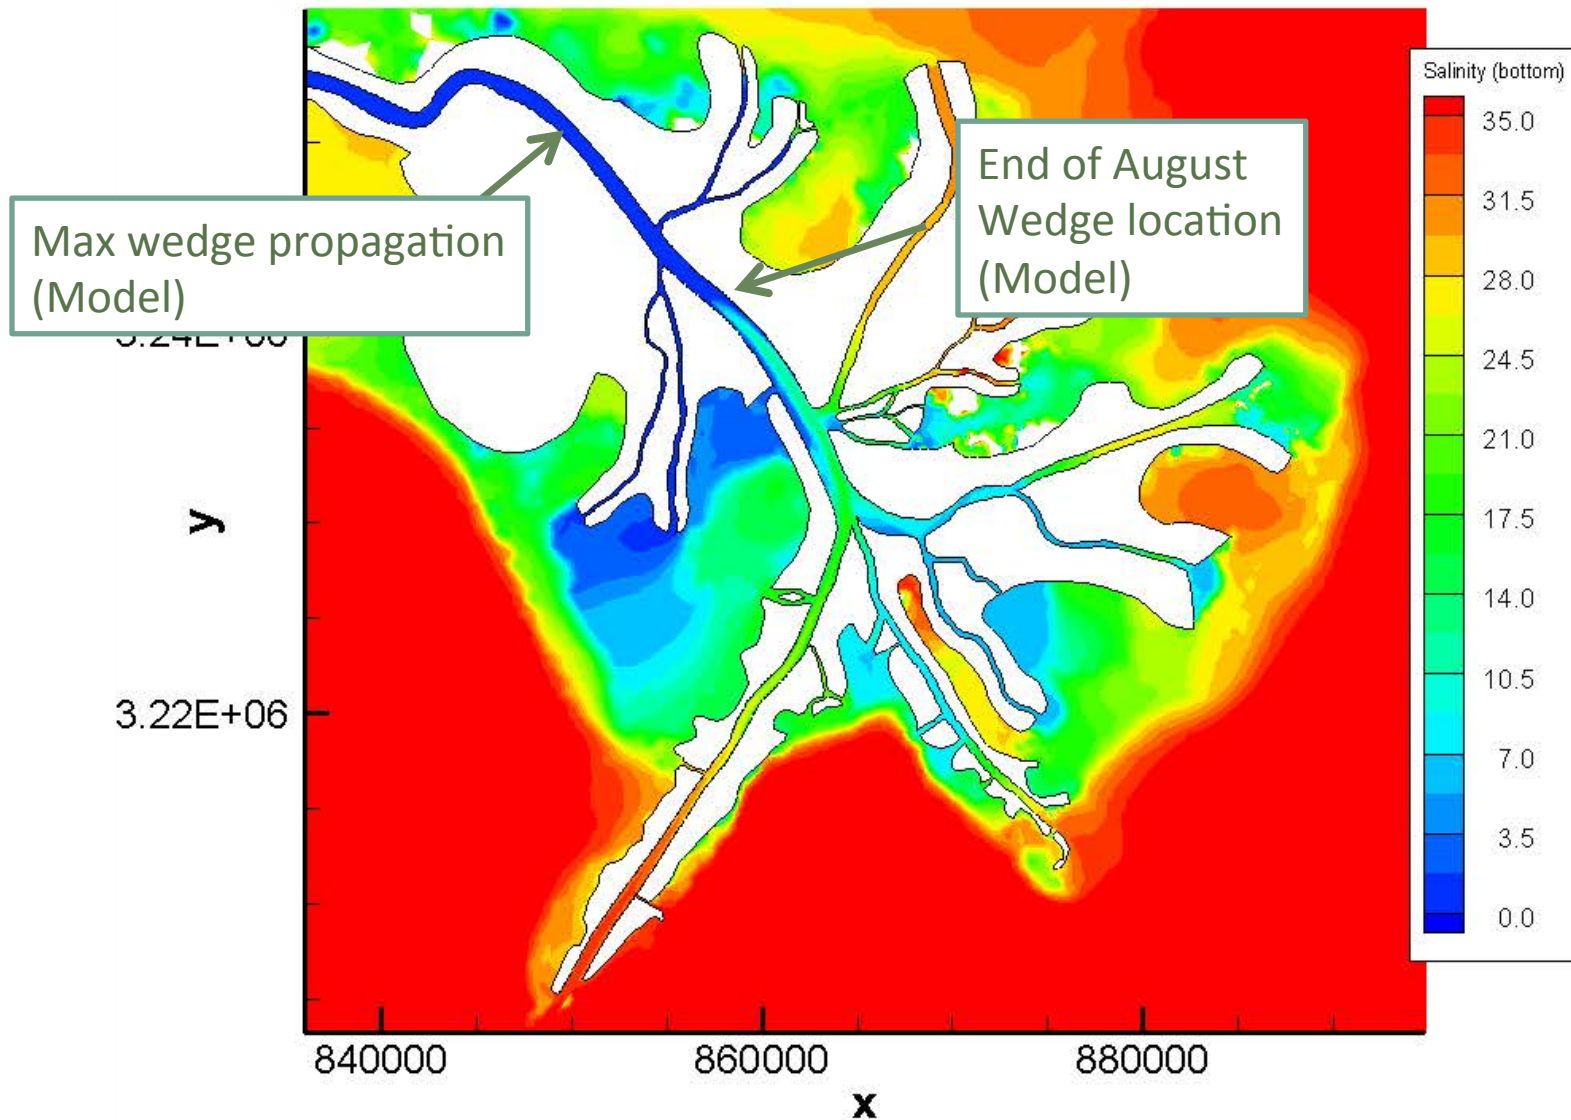 Salinity (bottom)
35.0
31.5
28.0
24.5
21.0
17.5
14.0
10.5
7.0
3.5
0.0
Max wedge propagation
(Model)
End of August
Wedge location
(Model)
y
3.22E+06
840000
860000
880000
x